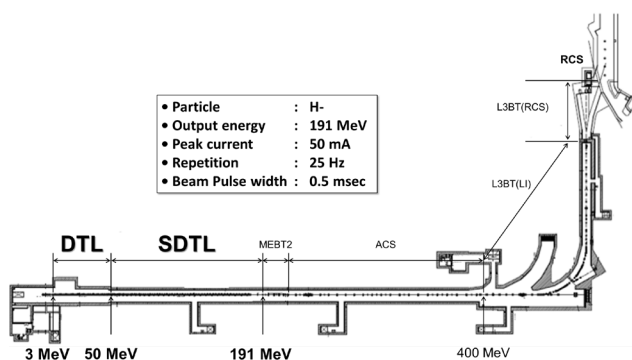 RCS
L3BT(RCS)
• Particle : H-
• Output energy : 191 MeV
• Peak current : 50 mA
• Repetition : 25 Hz
• Beam Pulse width : 0.5 msec
L3BT(LI)
DTL
SDTL
MEBT2
ACS
3 MeV
50 MeV
191 MeV
400 MeV